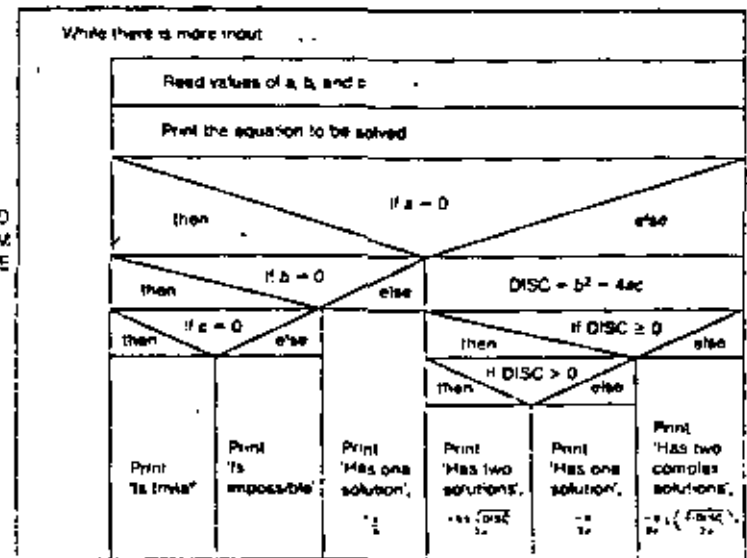 While there is more input
Read values of a, b, and c
Print the equation to be solved
If a = 0
then
else
If b = 0
then
else
DISC = b² - 4ac
If c = 0
then
else
If DISC ≥ 0
then
else
If DISC > 0
then
else
Print
'Is trivial'
Print
'Is
impossible'
Print
'Has one
solution',
Print
'Has two
solutions',
Print
'Has one
solution',
Print
'Has two
complex
solutions',